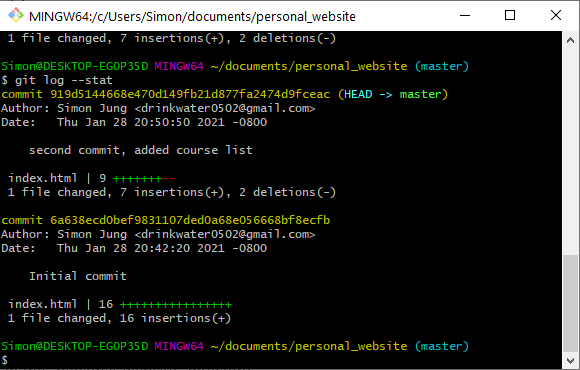 MINGW64:/c/Users/Simon/documents/personal_website
1 file changed, 7 insertions(+), 2 deletions(-)
Simon@DESKTOP-EGOP35D MINGW64 ~/documents/personal_website (master)
$ git log --stat
commit 919d5144668e470d149fb21d877fa2474d9fceac (HEAD -> master)
Author: Simon Jung <drinkwater0502@gmail.com>
Date:   Thu Jan 28 20:50:50 2021 -0800
second commit, added course list
index.html | 9 +++++++--
1 file changed, 7 insertions(+), 2 deletions(-)
commit 6a638ecd0bef9831107ded0a68e056668bf8ecfb
Author: Simon Jung <drinkwater0502@gmail.com>
Date:   Thu Jan 28 20:42:20 2021 -0800
Initial commit
index.html | 16 ++++++++++++++++
1 file changed, 16 insertions(+)
Simon@DESKTOP-EGOP35D MINGW64 ~/documents/personal_website (master)
$